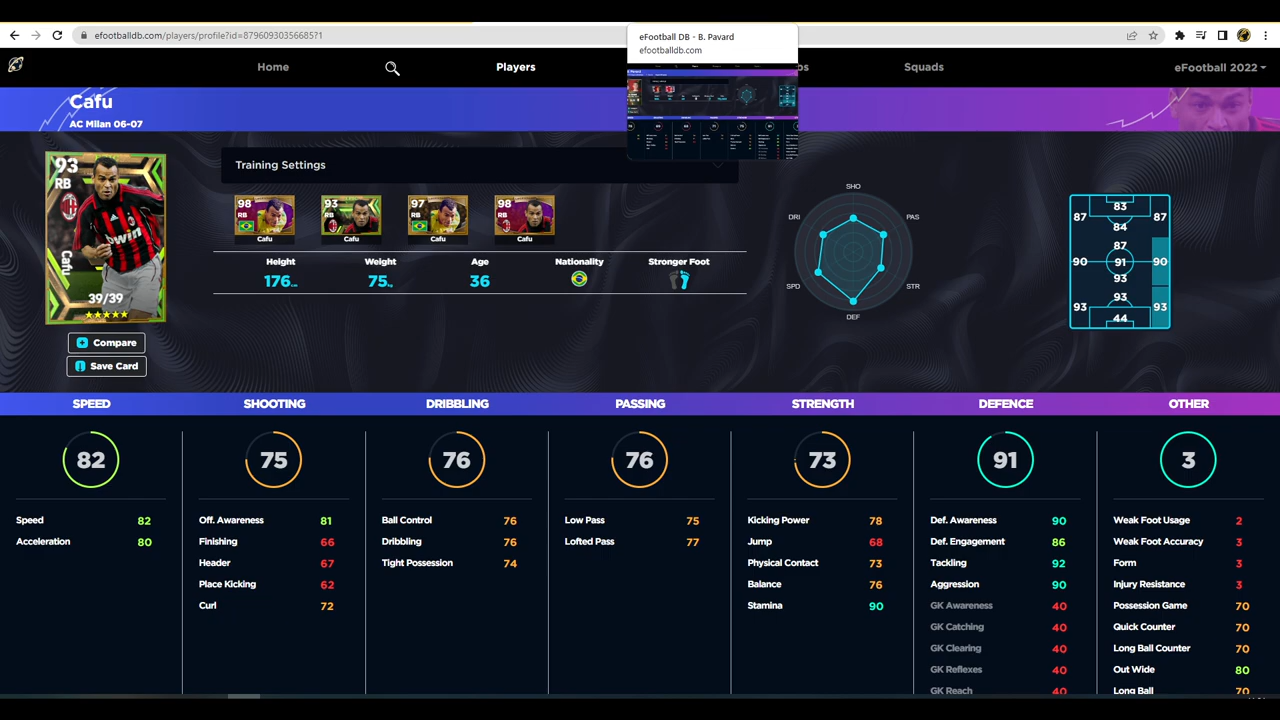 efootballdb.com/players/profile?id=87960930356685?1
eFootball DB - B. Pavard
efootballdb.com
Home
Players
Squads
eFootball 2022
Cafu
AC Milan 06-07
93
RB
Cafu
39/39
Compare
Save Card
Training Settings
98
RB
Cafu
93
RB
Cafu
97
RB
Cafu
98
RB
Cafu
Height
Weight
Age
Nationality
Stronger Foot
176
75
36
SHO
DRI
PAS
SPD
STR
DEF
83
87
87
84
87
90
91
90
93
93
93
93
44
SPEED
SHOOTING
DRIBBLING
PASSING
STRENGTH
DEFENCE
OTHER
82
75
76
76
73
91
3
Speed 82
Acceleration 80
Off. Awareness 81
Finishing 66
Header 67
Place Kicking 62
Curl 72
Ball Control 76
Dribbling 76
Tight Possession 74
Low Pass 75
Lofted Pass 77
Kicking Power 78
Jump 68
Physical Contact 73
Balance 76
Stamina 90
Def. Awareness 90
Def. Engagement 86
Tackling 92
Aggression 90
GK Awareness 40
GK Catching 40
GK Clearing 40
GK Reflexes 40
GK Reach 40
Weak Foot Usage 2
Weak Foot Accuracy 3
Form 3
Injury Resistance 3
Possession Game 70
Quick Counter 70
Long Ball Counter 70
Out Wide 80
Long Ball 70